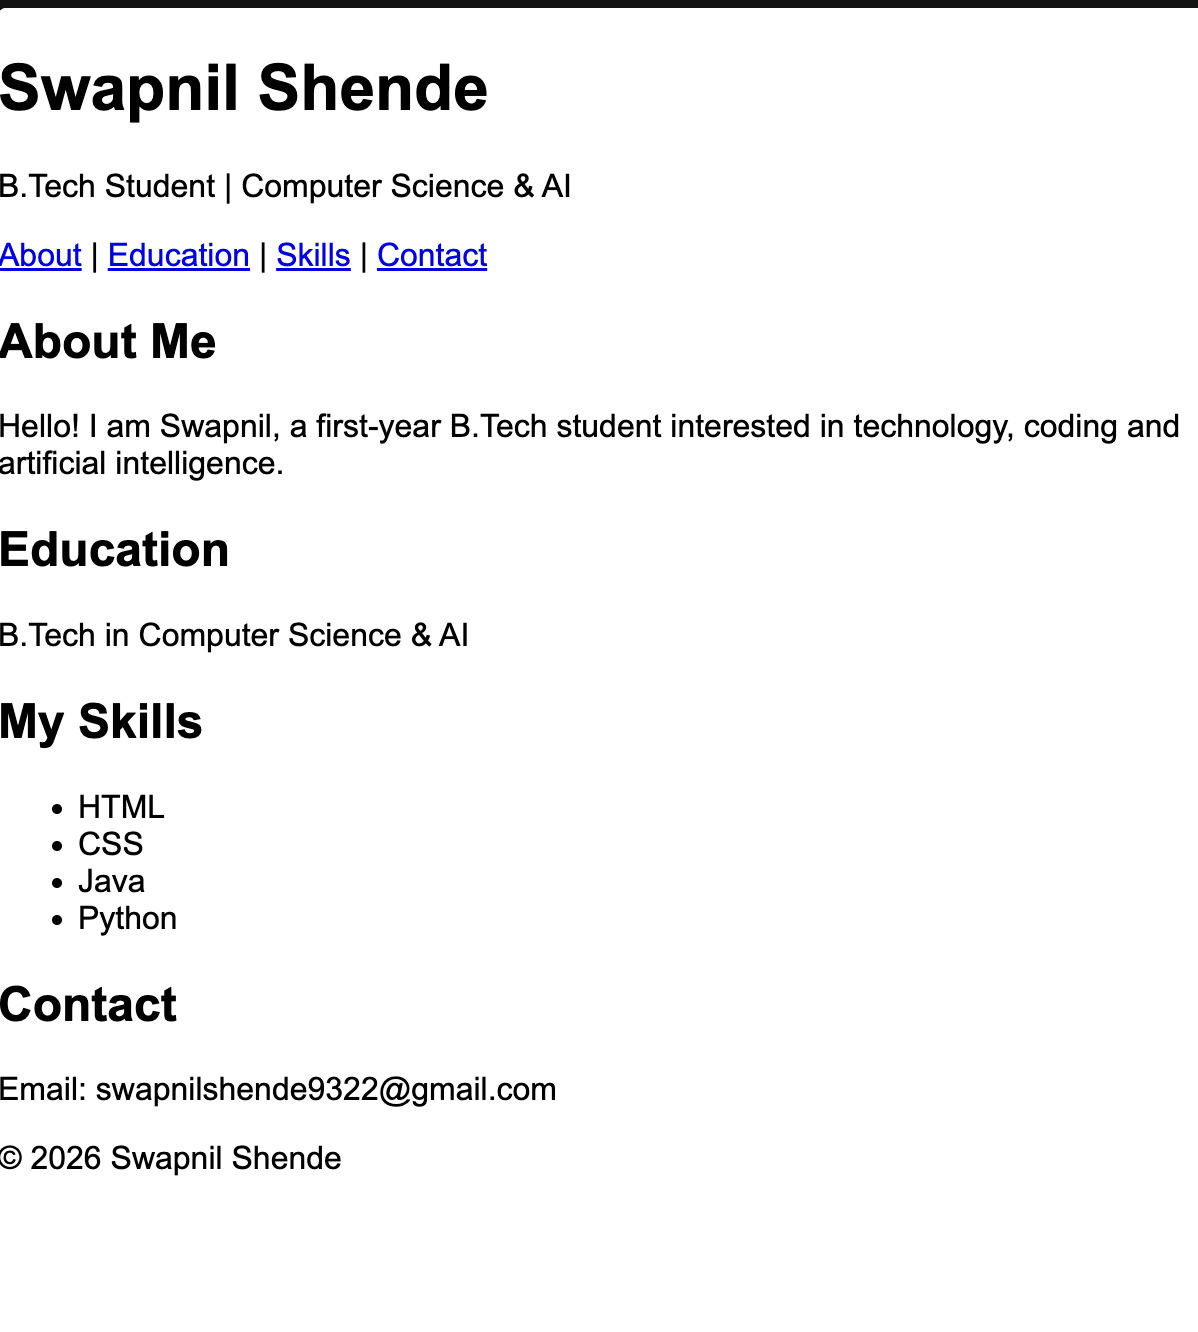 Swapnil Shende
B.Tech Student | Computer Science & AI
About | Education | Skills | Contact
About Me
Hello! I am Swapnil, a first-year B.Tech student interested in technology, coding and
artificial intelligence.
Education
B.Tech in Computer Science & AI
My Skills
• HTML
• CSS
• Java
• Python
Contact
Email: swapnilshende9322@gmail.com
© 2026 Swapnil Shende